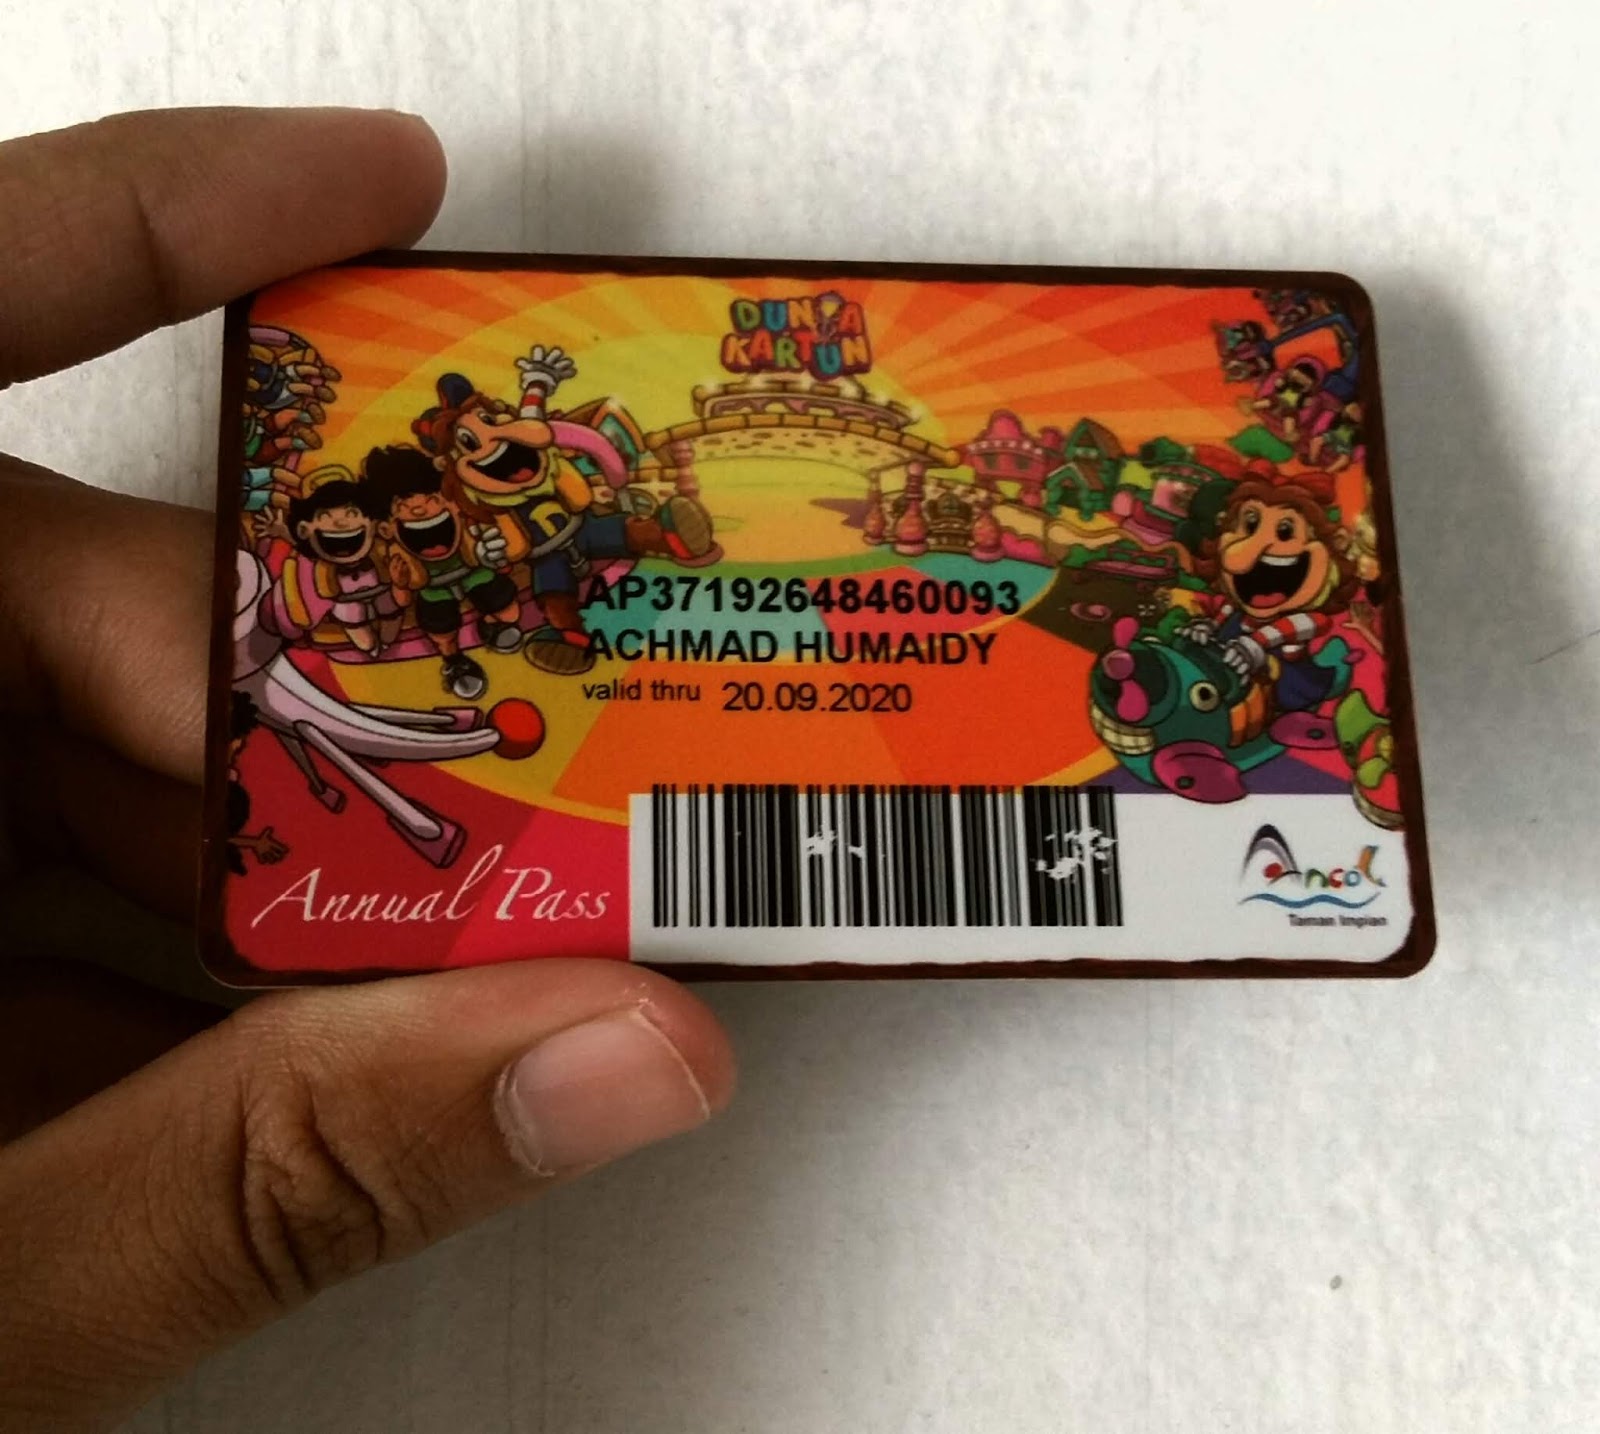 DUNIA
KARTUN
AP37192648460093
ACHMAD HUMAIDY
valid thru 20.09.2020
Annual Pass
Ancol
Taman Impian